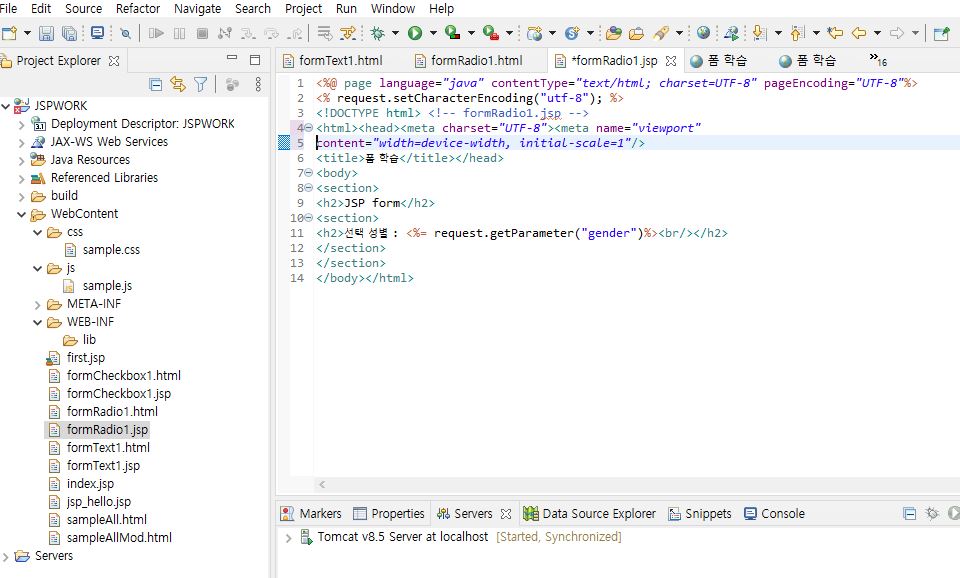 File Edit Source Refactor Navigate Search Project Run Window Help
Project Explorer
formText1.html formRadio1.html *formRadio1.jsp 폼 학습 폼 학습 »16
JSPWORK
Deployment Descriptor: JSPWORK
JAX-WS Web Services
Java Resources
Referenced Libraries
build
WebContent
css
sample.css
js
sample.js
META-INF
WEB-INF
lib
first.jsp
formCheckbox1.html
formCheckbox1.jsp
formRadio1.html
formRadio1.jsp
formText1.html
formText1.jsp
index.jsp
jsp_hello.jsp
sampleAll.html
sampleAllMod.html
Servers
1 <%@ page language="java" contentType="text/html; charset=UTF-8" pageEncoding="UTF-8"%>
2 <% request.setCharacterEncoding("utf-8"); %>
3 <!DOCTYPE html> <!-- formRadio1.jsp -->
4 <html><head><meta charset="UTF-8"><meta name="viewport"
5 content="width=device-width, initial-scale=1"/>
6 <title>폼 학습</title></head>
7 <body>
8 <section>
9 <h2>JSP form</h2>
10 <section>
11 <h2>선택 성별 : <%= request.getParameter("gender")%><br/></h2>
12 </section>
13 </section>
14 </body></html>
Markers Properties Servers Data Source Explorer Snippets Console
Tomcat v8.5 Server at localhost [Started, Synchronized]